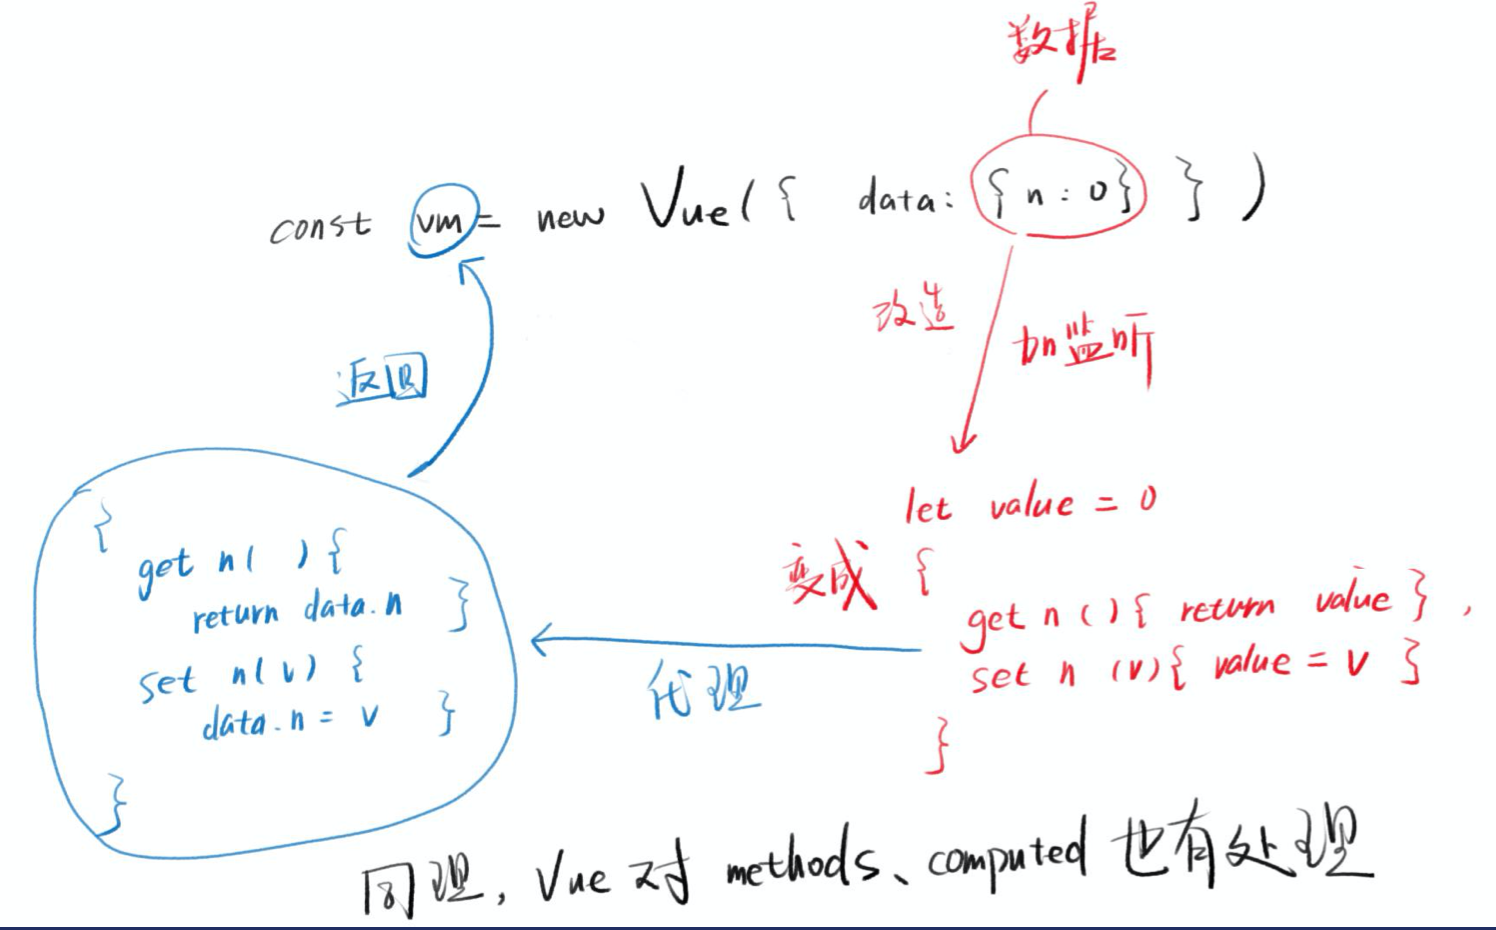 数据
const vm = new Vue({ data: {n:0} })
改造
加监听
返回
let value = 0
变成
{
get n(){ return value },
set n(v){ value = v }
}
代理
{
get n( ){
return data.n }
set n(v) {
data.n = v }
}
同理, Vue 对 methods、computed 也有处理